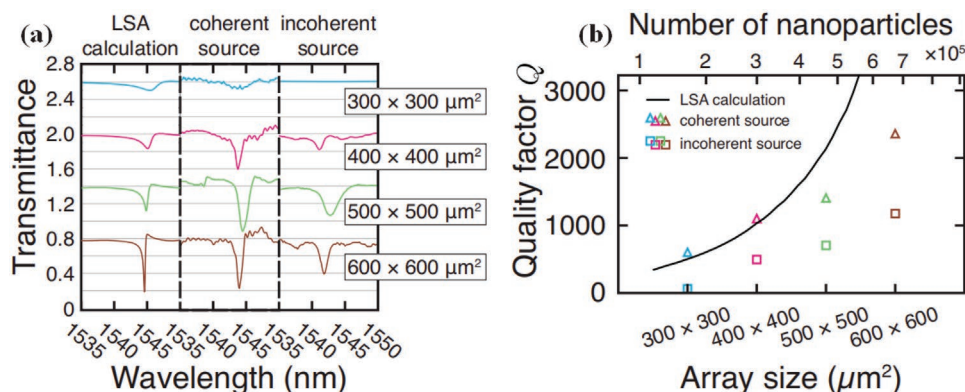 (a)
LSA calculation
coherent source
incoherent source
Transmittance
2.8
2.4
2.0
1.6
1.2
0.8
0.4
0
300 × 300 μm²
400 × 400 μm²
500 × 500 μm²
600 × 600 μm²
1535
1540
1545
1535
1540
1545
1535
1540
1545
1550
Wavelength (nm)
(b)
Number of nanoparticles
1
2
3
4
5
6
7
×10⁵
Quality factor Q
3000
2000
1000
0
LSA calculation
coherent source
incoherent source
300 × 300
400 × 400
500 × 500
600 × 600
Array size (μm²)